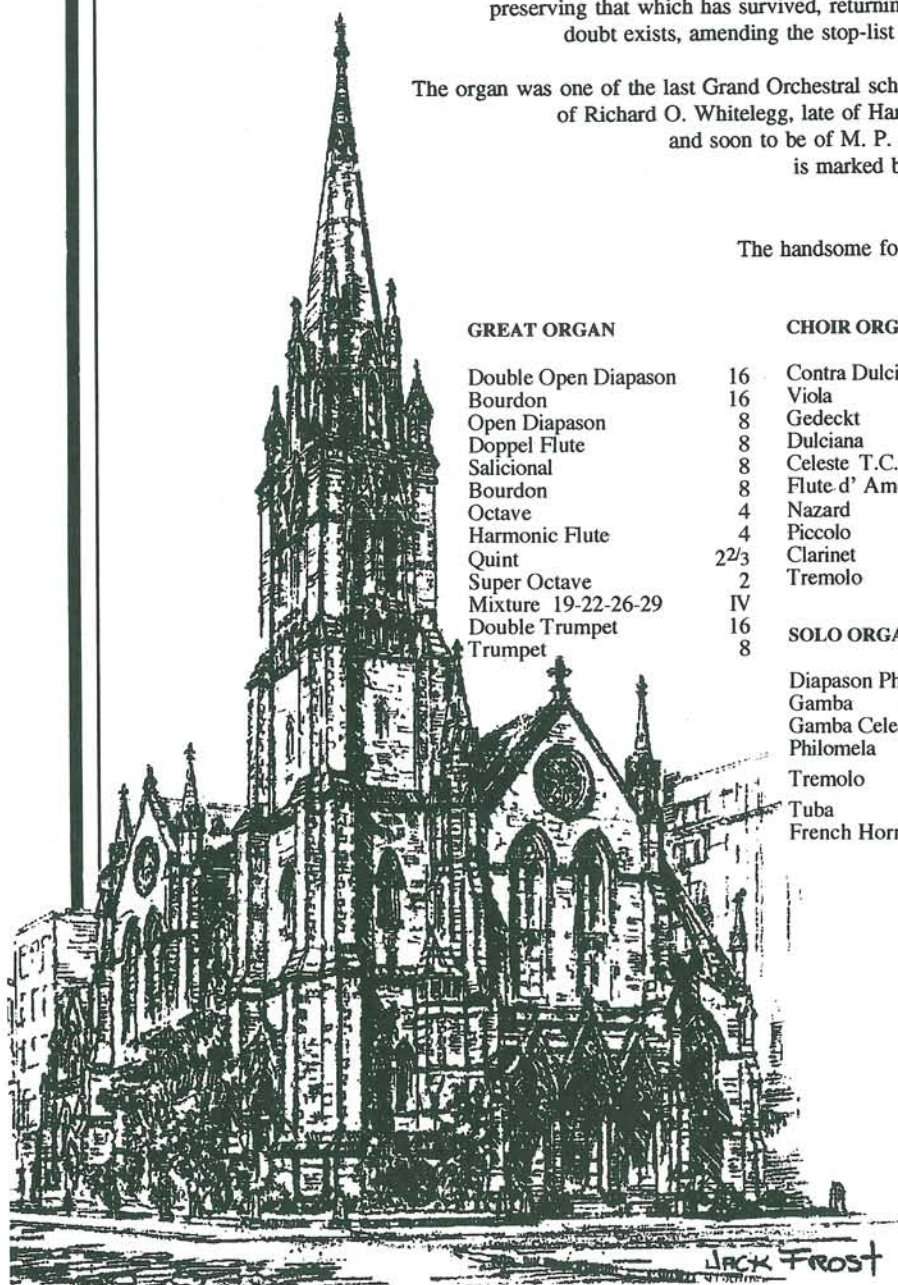 preserving that which has survived, returnin
doubt exists, amending the stop-list
The organ was one of the last Grand Orchestral sch
of Richard O. Whitelegg, late of Har
and soon to be of M. P.
is marked b
The handsome fo
GREAT ORGAN
Double Open Diapason 16
Bourdon 16
Open Diapason 8
Doppel Flute 8
Salicional 8
Bourdon 8
Octave 4
Harmonic Flute 4
Quint 2 2/3
Super Octave 2
Mixture 19-22-26-29 IV
Double Trumpet 16
Trumpet 8
CHOIR ORG
Contra Dulci
Viola
Gedeckt
Dulciana
Celeste T.C.
Flute d' Am
Nazard
Piccolo
Clarinet
Tremolo
SOLO ORGA
Diapason Ph
Gamba
Gamba Cele
Philomela
Tremolo
Tuba
French Horn
JACK FROST